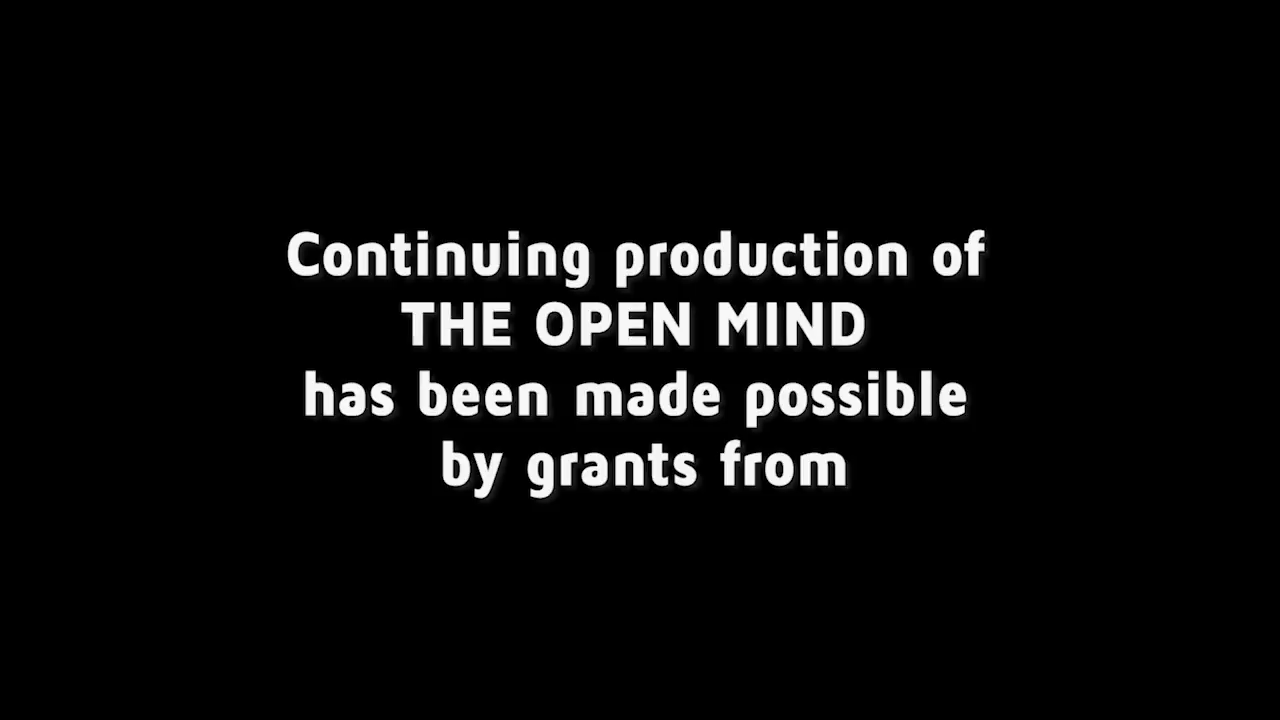 Continuing production of
THE OPEN MIND
has been made possible
by grants from